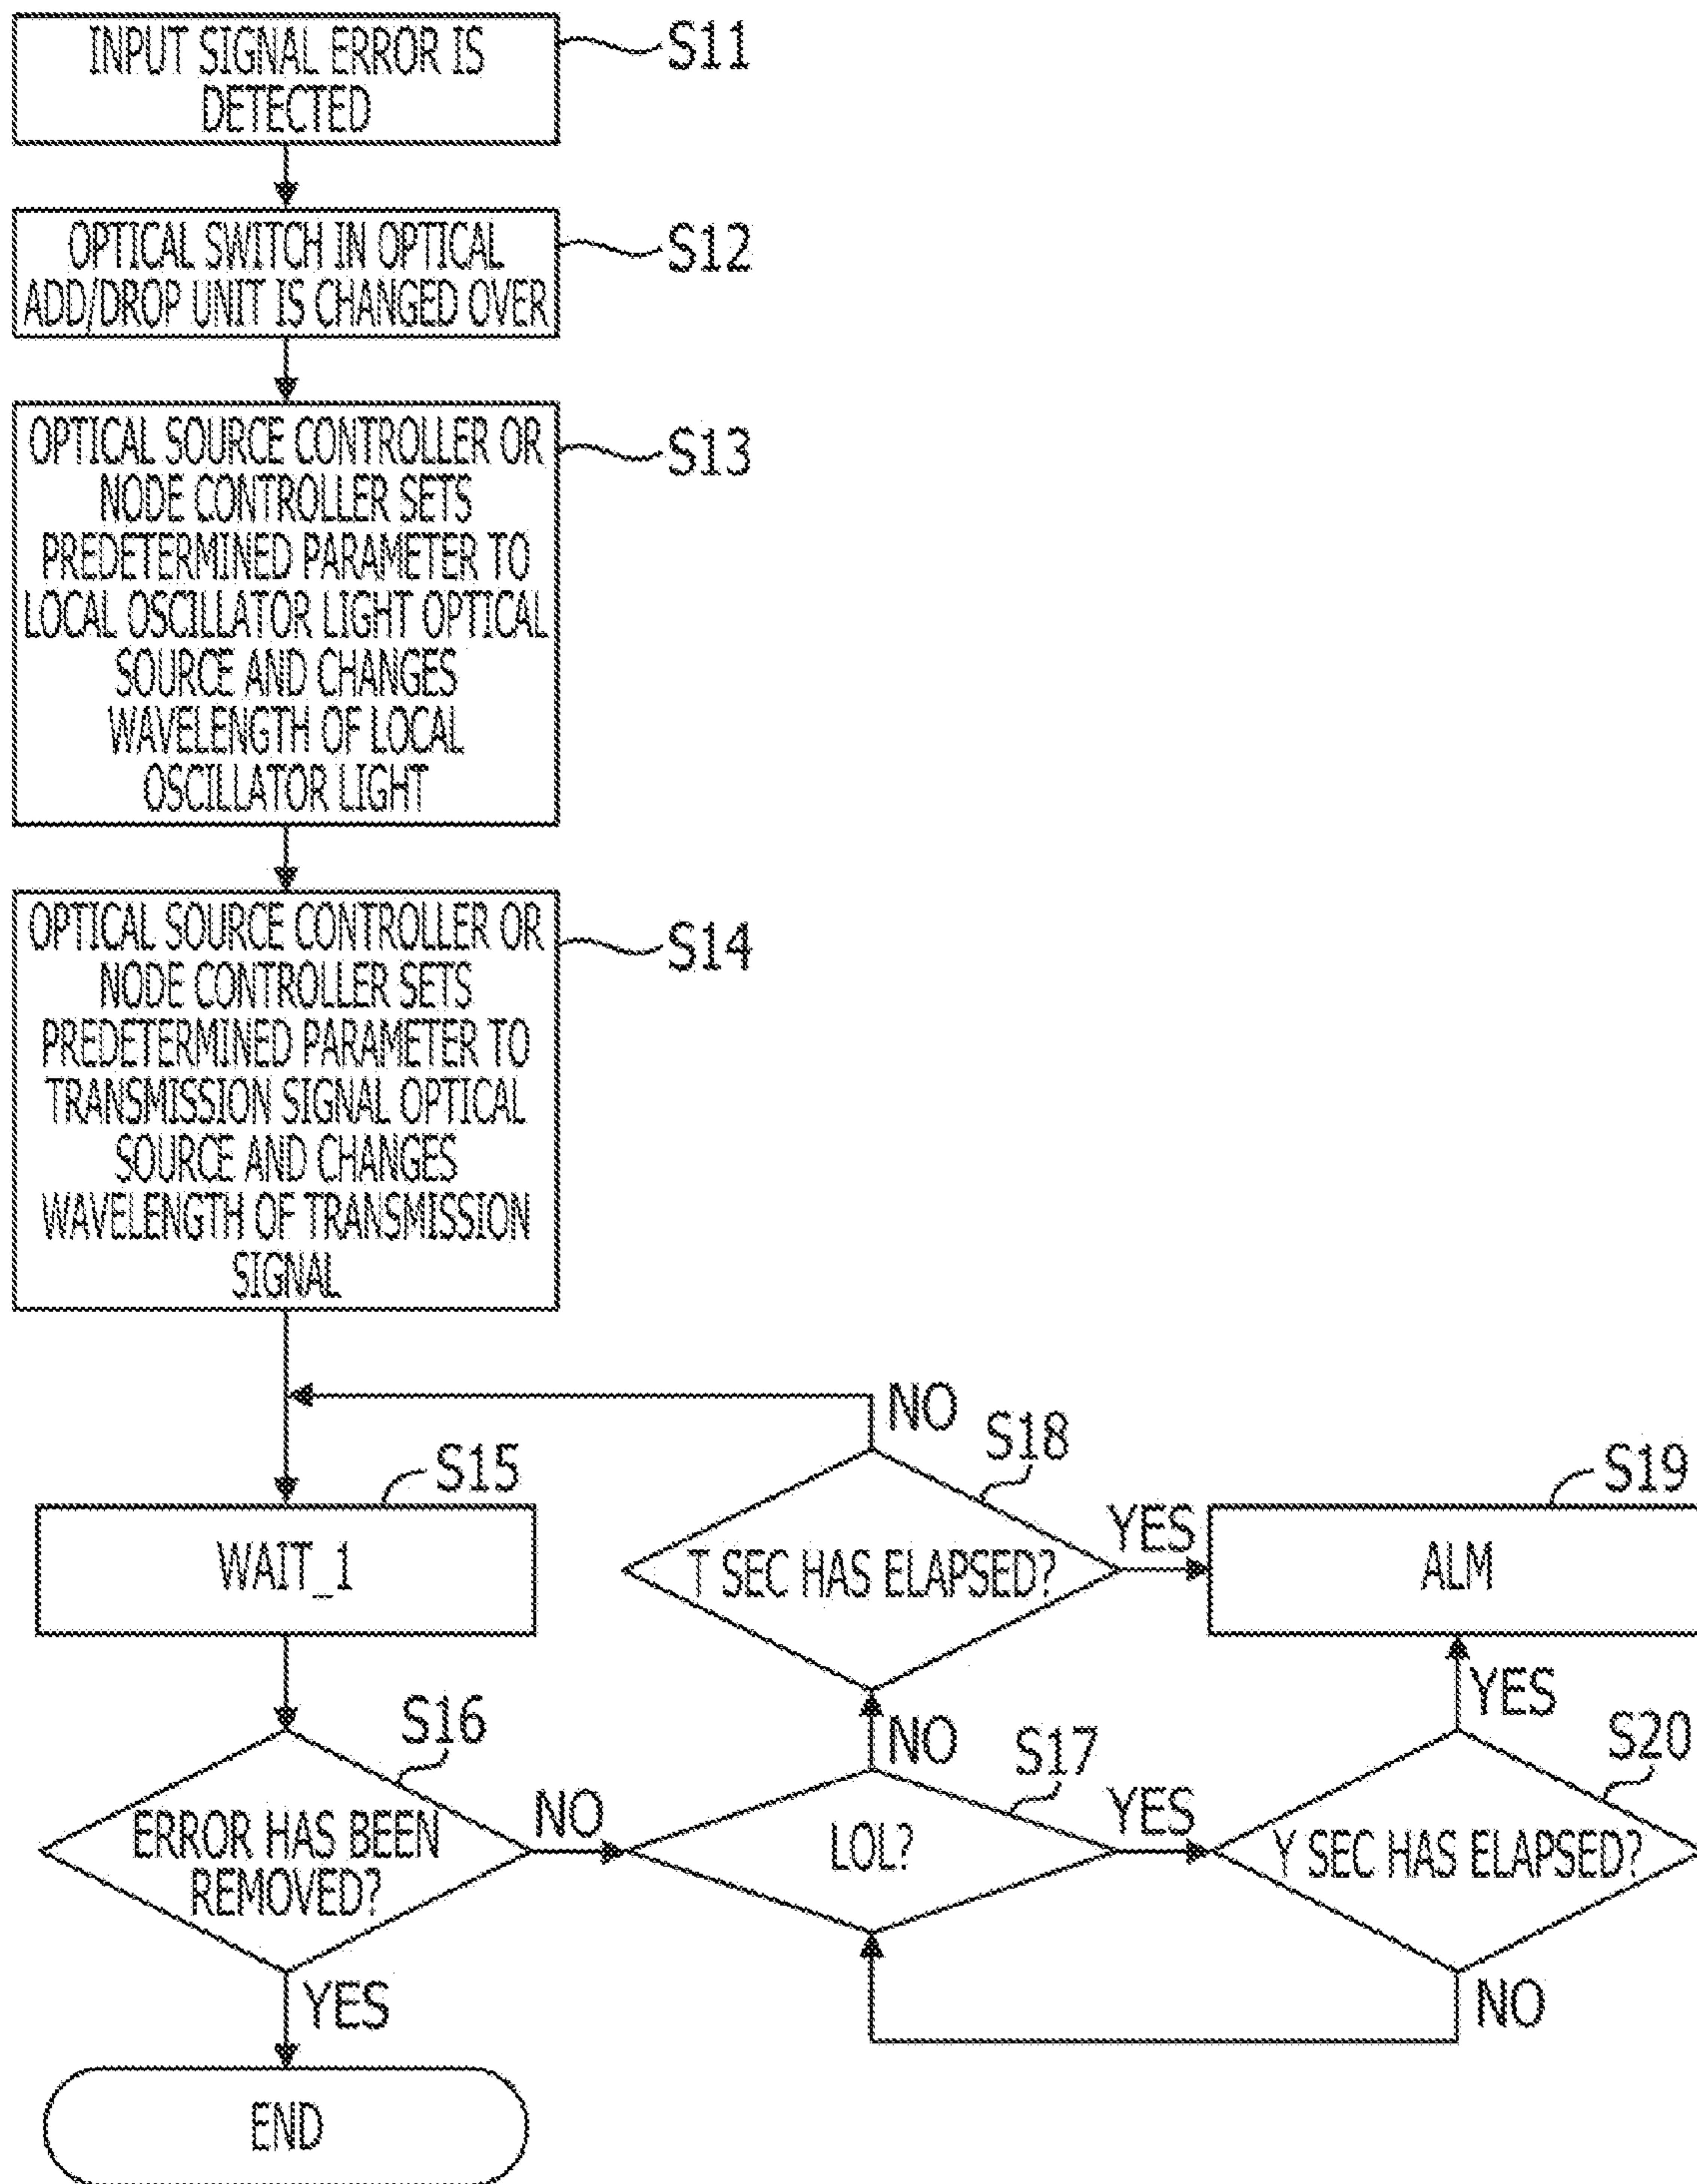 INPUT SIGNAL ERROR IS
DETECTED
S11
OPTICAL SWITCH IN OPTICAL
ADD/DROP UNIT IS CHANGED OVER
S12
OPTICAL SOURCE CONTROLLER OR
NODE CONTROLLER SETS
PREDETERMINED PARAMETER TO
LOCAL OSCILLATOR LIGHT OPTICAL
SOURCE AND CHANGES
WAVELENGTH OF LOCAL
OSCILLATOR LIGHT
S13
OPTICAL SOURCE CONTROLLER OR
NODE CONTROLLER SETS
PREDETERMINED PARAMETER TO
TRANSMISSION SIGNAL OPTICAL
SOURCE AND CHANGES
WAVELENGTH OF TRANSMISSION
SIGNAL
S14
S15
WAIT_1
S16
ERROR HAS BEEN
REMOVED?
NO
YES
END
S17
LOL?
NO
YES
S18
T SEC HAS ELAPSED?
NO
YES
S19
ALM
YES
S20
Y SEC HAS ELAPSED?
NO